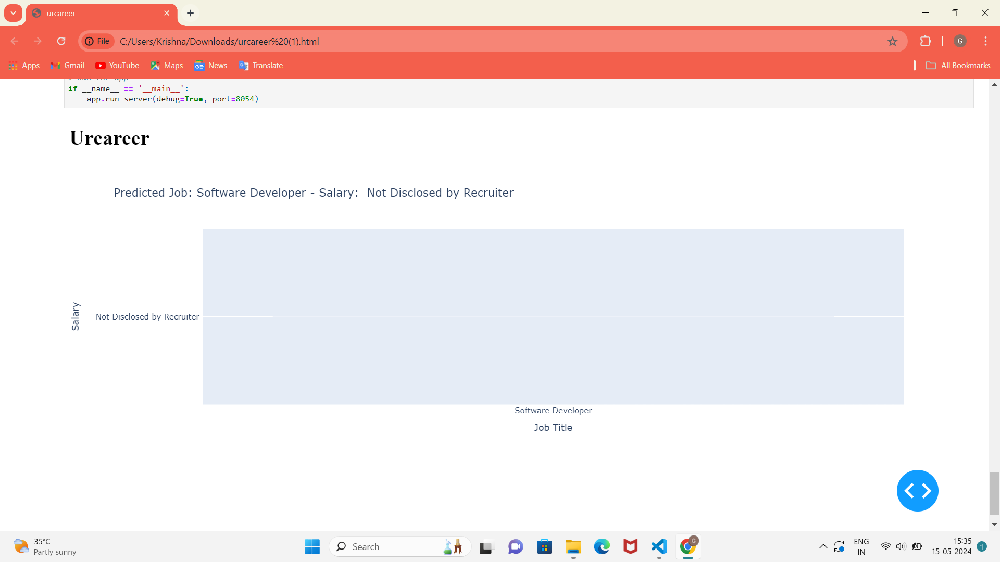 urcareer
File
C:/Users/Krishna/Downloads/urcareer%20(1).html
G
Apps
Gmail
YouTube
Maps
News
Translate
All Bookmarks
# Run the app
if __name__ == '__main__':
    app.run_server(debug=True, port=8054)
Urcareer
Predicted Job: Software Developer - Salary:  Not Disclosed by Recruiter
Salary
Not Disclosed by Recruiter
Software Developer
Job Title
35°C
Partly sunny
Search
G
ENG
IN
15:35
15-05-2024
1